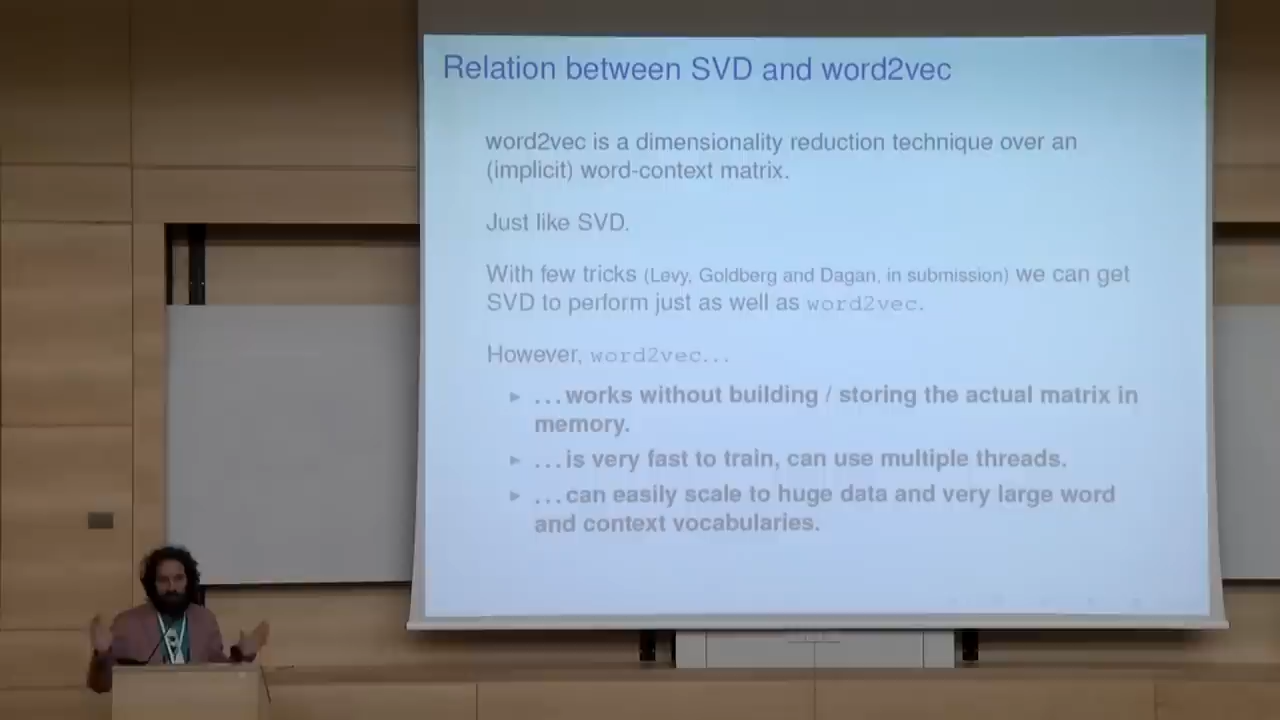 Relation between SVD and word2vec
word2vec is a dimensionality reduction technique over an
(implicit) word-context matrix.
Just like SVD.
With few tricks (Levy, Goldberg and Dagan, in submission) we can get
SVD to perform just as well as word2vec.
However, word2vec...
▸ ...works without building / storing the actual matrix in
memory.
▸ ...is very fast to train, can use multiple threads.
▸ ...can easily scale to huge data and very large word
and context vocabularies.